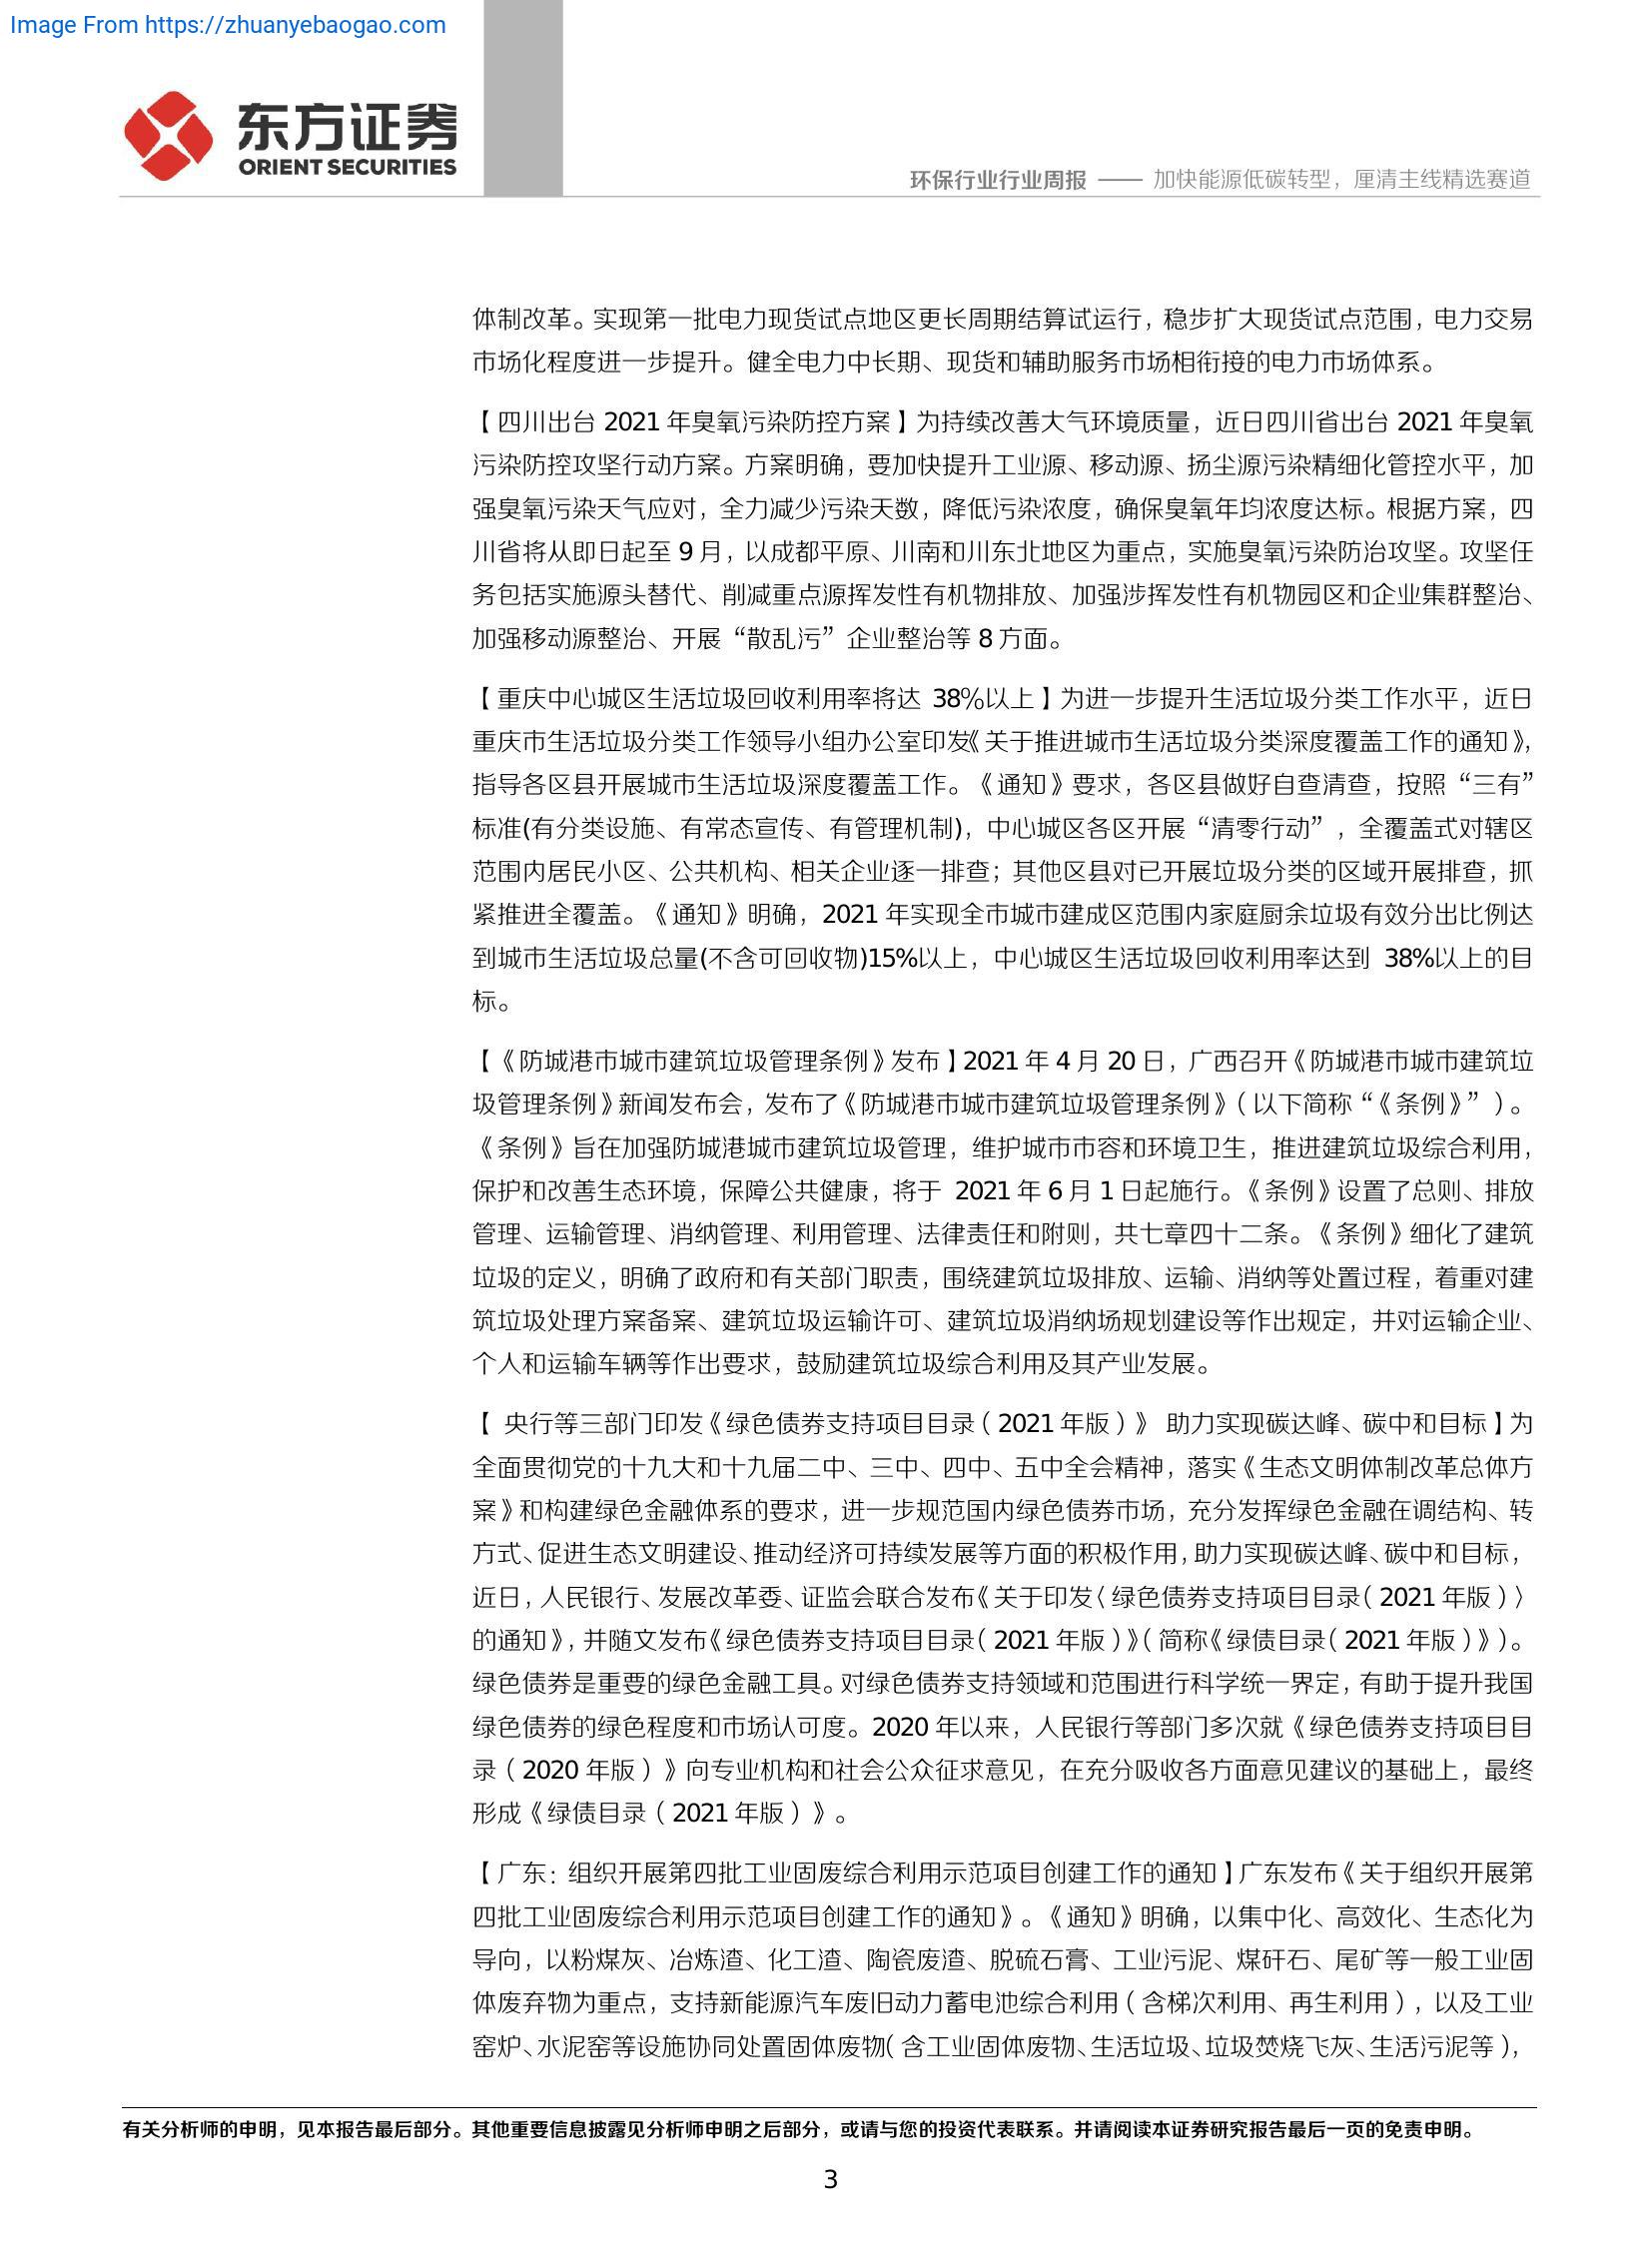 Image From https://zhuanyebaogao.com
东方证券
ORIENT SECURITIES
环保行业行业周报 —— 加快能源低碳转型，厘清主线精选赛道
体制改革。实现第一批电力现货试点地区更长周期结算试运行，稳步扩大现货试点范围，电力交易
市场化程度进一步提升。健全电力中长期、现货和辅助服务市场相衔接的电力市场体系。
【四川出台 2021 年臭氧污染防控方案】为持续改善大气环境质量，近日四川省出台 2021 年臭氧
污染防控攻坚行动方案。方案明确，要加快提升工业源、移动源、扬尘源污染精细化管控水平，加
强臭氧污染天气应对，全力减少污染天数，降低污染浓度，确保臭氧年均浓度达标。根据方案，四
川省将从即日起至 9 月，以成都平原、川南和川东北地区为重点，实施臭氧污染防治攻坚。攻坚任
务包括实施源头替代、削减重点源挥发性有机物排放、加强涉挥发性有机物园区和企业集群整治、
加强移动源整治、开展“散乱污”企业整治等 8 方面。
【重庆中心城区生活垃圾回收利用率将达 38%以上】为进一步提升生活垃圾分类工作水平，近日
重庆市生活垃圾分类工作领导小组办公室印发《关于推进城市生活垃圾分类深度覆盖工作的通知》，
指导各区县开展城市生活垃圾深度覆盖工作。《通知》要求，各区县做好自查清查，按照“三有”
标准(有分类设施、有常态宣传、有管理机制)，中心城区各区开展“清零行动”，全覆盖式对辖区
范围内居民小区、公共机构、相关企业逐一排查；其他区县对已开展垃圾分类的区域开展排查，抓
紧推进全覆盖。《通知》明确，2021 年实现全市城市建成区范围内家庭厨余垃圾有效分出比例达
到城市生活垃圾总量(不含可回收物)15%以上，中心城区生活垃圾回收利用率达到 38%以上的目
标。
【《防城港市城市建筑垃圾管理条例》发布】2021 年 4 月 20 日，广西召开《防城港市城市建筑垃
圾管理条例》新闻发布会，发布了《防城港市城市建筑垃圾管理条例》（以下简称“《条例》”）。
《条例》旨在加强防城港城市建筑垃圾管理，维护城市市容和环境卫生，推进建筑垃圾综合利用，
保护和改善生态环境，保障公共健康，将于 2021 年 6 月 1 日起施行。《条例》设置了总则、排放
管理、运输管理、消纳管理、利用管理、法律责任和附则，共七章四十二条。《条例》细化了建筑
垃圾的定义，明确了政府和有关部门职责，围绕建筑垃圾排放、运输、消纳等处置过程，着重对建
筑垃圾处理方案备案、建筑垃圾运输许可、建筑垃圾消纳场规划建设等作出规定，并对运输企业、
个人和运输车辆等作出要求，鼓励建筑垃圾综合利用及其产业发展。
【 央行等三部门印发《绿色债券支持项目目录（2021 年版）》 助力实现碳达峰、碳中和目标】为
全面贯彻党的十九大和十九届二中、三中、四中、五中全会精神，落实《生态文明体制改革总体方
案》和构建绿色金融体系的要求，进一步规范国内绿色债券市场，充分发挥绿色金融在调结构、转
方式、促进生态文明建设、推动经济可持续发展等方面的积极作用，助力实现碳达峰、碳中和目标，
近日，人民银行、发展改革委、证监会联合发布《关于印发〈绿色债券支持项目目录（2021 年版）〉
的通知》，并随文发布《绿色债券支持项目目录（2021 年版）》（简称《绿债目录（2021 年版）》）。
绿色债券是重要的绿色金融工具。对绿色债券支持领域和范围进行科学统一界定，有助于提升我国
绿色债券的绿色程度和市场认可度。2020 年以来，人民银行等部门多次就《绿色债券支持项目目
录（2020 年版）》向专业机构和社会公众征求意见，在充分吸收各方面意见建议的基础上，最终
形成《绿债目录（2021 年版）》。
【广东：组织开展第四批工业固废综合利用示范项目创建工作的通知】广东发布《关于组织开展第
四批工业固废综合利用示范项目创建工作的通知》。《通知》明确，以集中化、高效化、生态化为
导向，以粉煤灰、冶炼渣、化工渣、陶瓷废渣、脱硫石膏、工业污泥、煤矸石、尾矿等一般工业固
体废弃物为重点，支持新能源汽车废旧动力蓄电池综合利用（含梯次利用、再生利用），以及工业
窑炉、水泥窑等设施协同处置固体废物（含工业固体废物、生活垃圾、垃圾焚烧飞灰、生活污泥等），
有关分析师的申明，见本报告最后部分。其他重要信息披露见分析师申明之后部分，或请与您的投资代表联系。并请阅读本证券研究报告最后一页的免责申明。
3